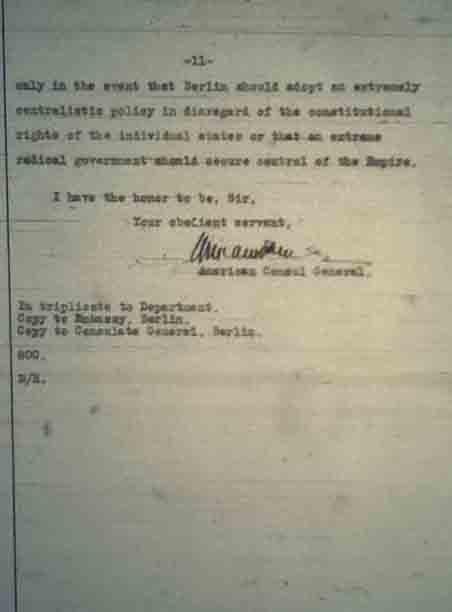 -11-
only in the event that Berlin should adopt an extremely
centralistic policy in disregard of the constitutional
rights of the individual states or that an extreme
radical government should secure control of the Empire.
I have the honor to be, Sir,
Your obedient servant,
American Consul General.
In triplicate to Department.
Copy to Embassy, Berlin.
Copy to Consulate General, Berlin.
800.